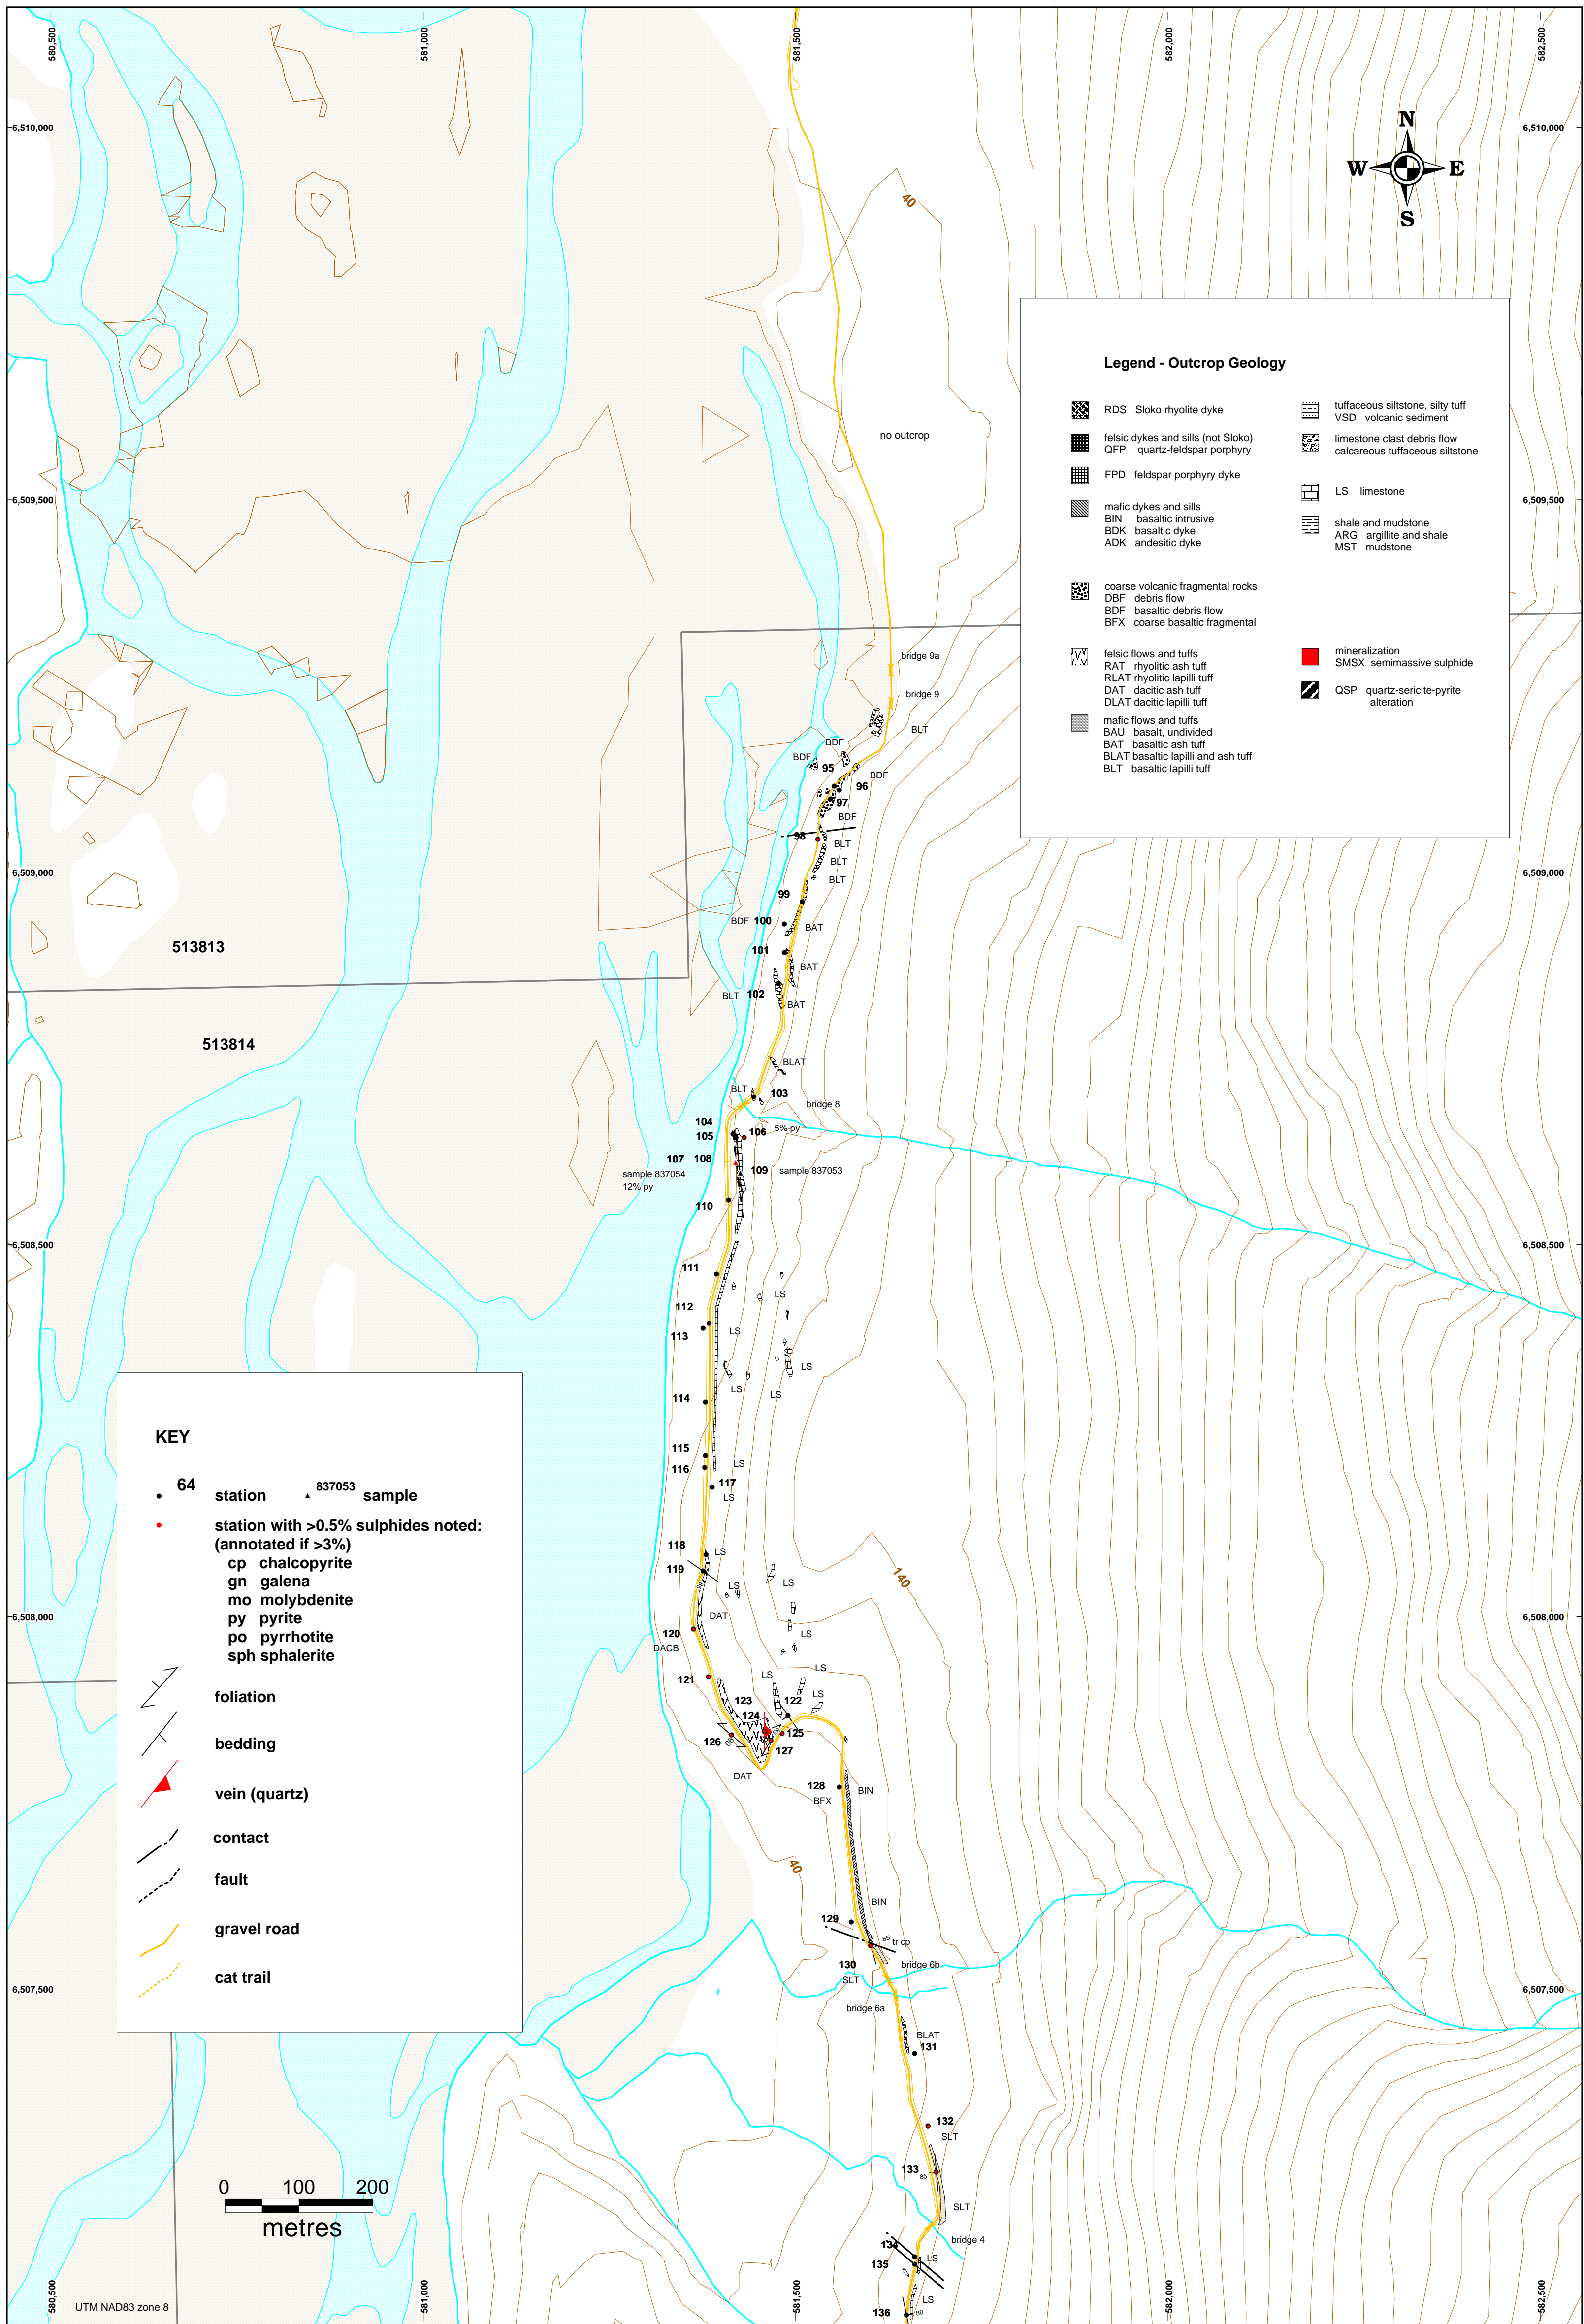 580,500
581,000
581,500
582,000
582,500
6,510,000
6,510,000
N
W E
S
40
Legend - Outcrop Geology
RDS Sloko rhyolite dyke
felsic dykes and sills (not Sloko)
QFP quartz-feldspar porphyry
FPD feldspar porphyry dyke
mafic dykes and sills
BIN basaltic intrusive
BDK basaltic dyke
ADK andesitic dyke
coarse volcanic fragmental rocks
DBF debris flow
BDF basaltic debris flow
BFX coarse basaltic fragmental
felsic flows and tuffs
RAT rhyolitic ash tuff
RLAT rhyolitic lapilli tuff
DAT dacitic ash tuff
DLAT dacitic lapilli tuff
mafic flows and tuffs
BAU basalt, undivided
BAT basaltic ash tuff
BLAT basaltic lapilli and ash tuff
BLT basaltic lapilli tuff
tuffaceous siltstone, silty tuff
VSD volcanic sediment
limestone clast debris flow
calcareous tuffaceous siltstone
LS limestone
shale and mudstone
ARG argillite and shale
MST mudstone
mineralization
SMSX semimassive sulphide
QSP quartz-sericite-pyrite
alteration
no outcrop
6,509,500
6,509,500
bridge 9a
bridge 9
BLT
BDF
BDF
95
BDF
96
97
BDF
98
BLT
BLT
6,509,000
6,509,000
BLT
99
BDF 100
BAT
513813
101
BAT
BLT 102
BAT
513814
BLAT
BLT
103
bridge 8
104
5% py
105
106
107 108
sample 837054
12% py
109
sample 837053
110
6,508,500
6,508,500
111
LS
112
LS
113
LS
LS
LS
114
115
LS
116
117
LS
118
LS
119
LS
LS
85
140
6,508,000
6,508,000
DAT
120
DACB
LS
LS
121
LS
LS
123
122
124
125
126
90
127
DAT
128
BIN
BFX
40
BIN
129
85 tr cp
130
bridge 6b
SLT
6,507,500
6,507,500
bridge 6a
BLAT
131
132
SLT
133
85
SLT
bridge 4
134
LS
135
LS
136
80
KEY
64
station
837053 sample
station with >0.5% sulphides noted:
(annotated if >3%)
cp chalcopyrite
gn galena
mo molybdenite
py pyrite
po pyrrhotite
sph sphalerite
foliation
bedding
vein (quartz)
contact
fault
gravel road
cat trail
0 100 200
metres
UTM NAD83 zone 8
580,500
581,000
581,500
582,000
582,500